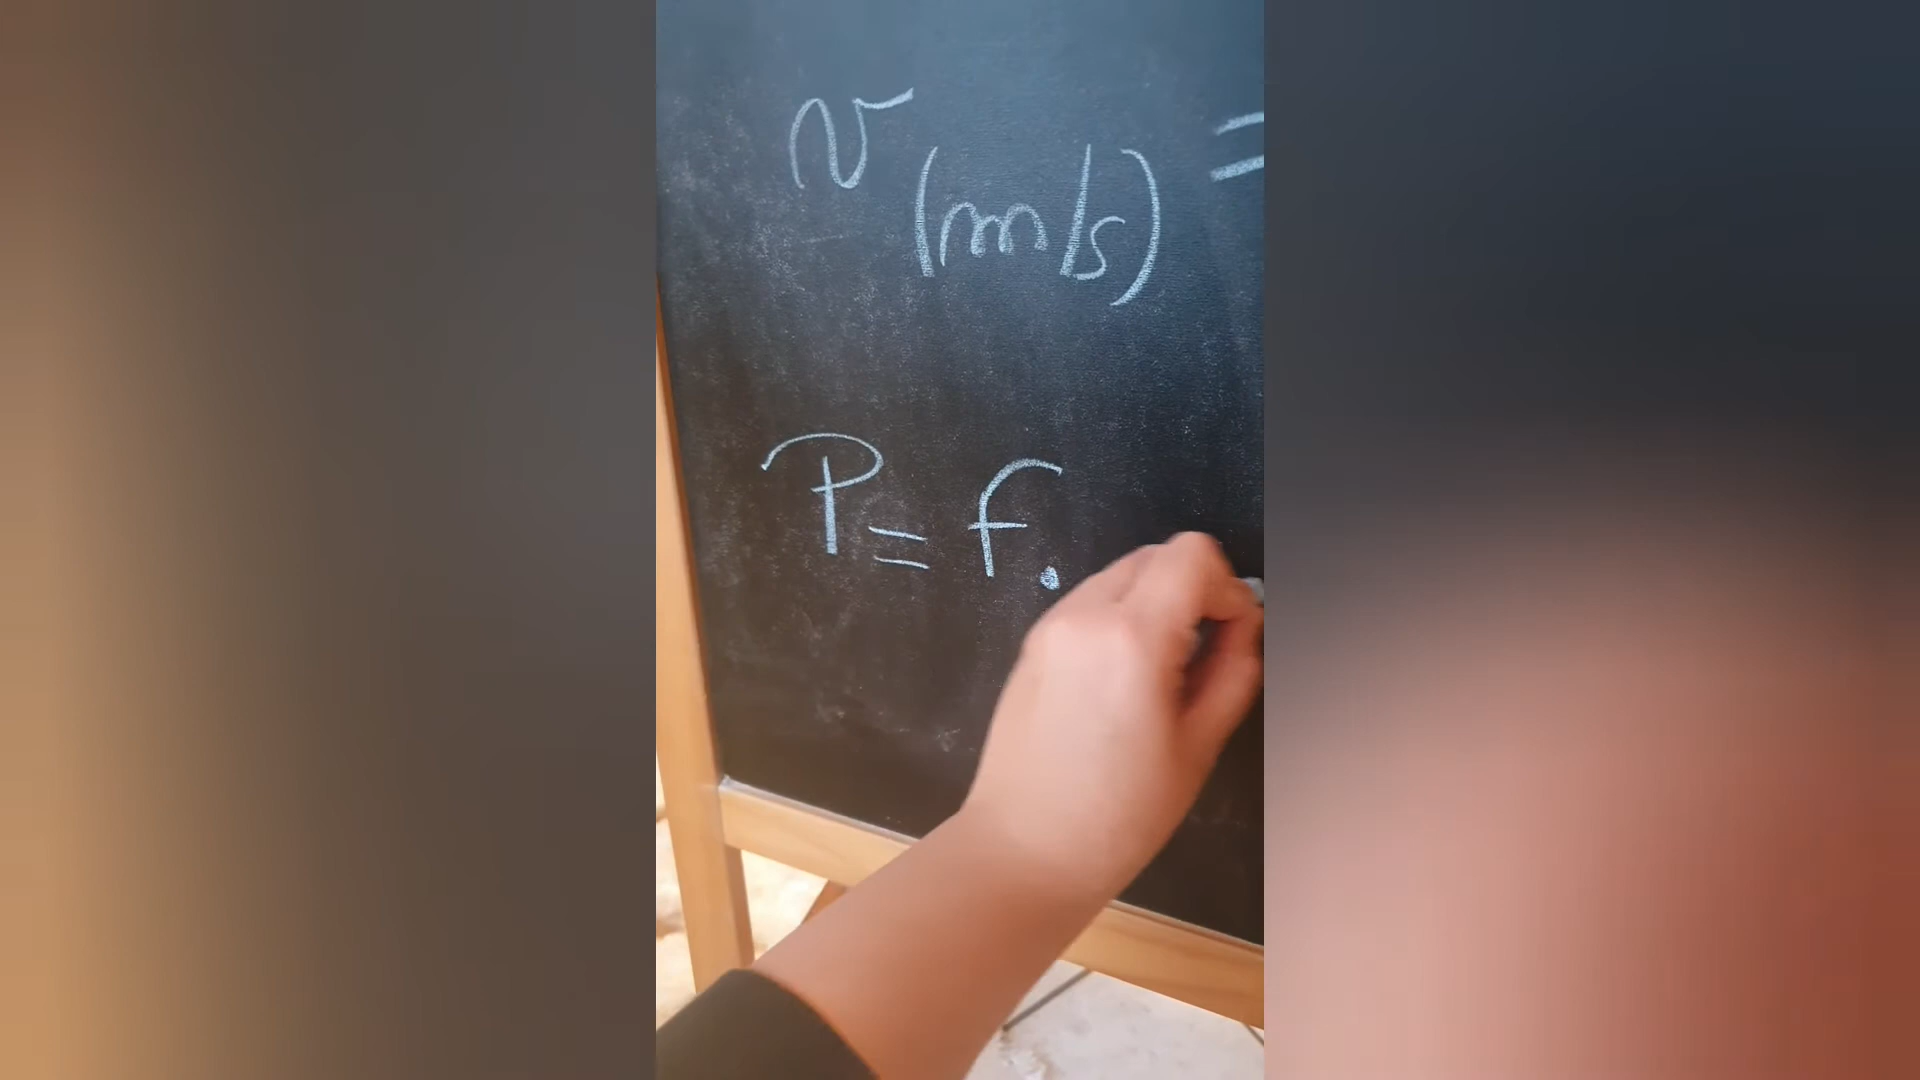 v (m/s) =
P = f.